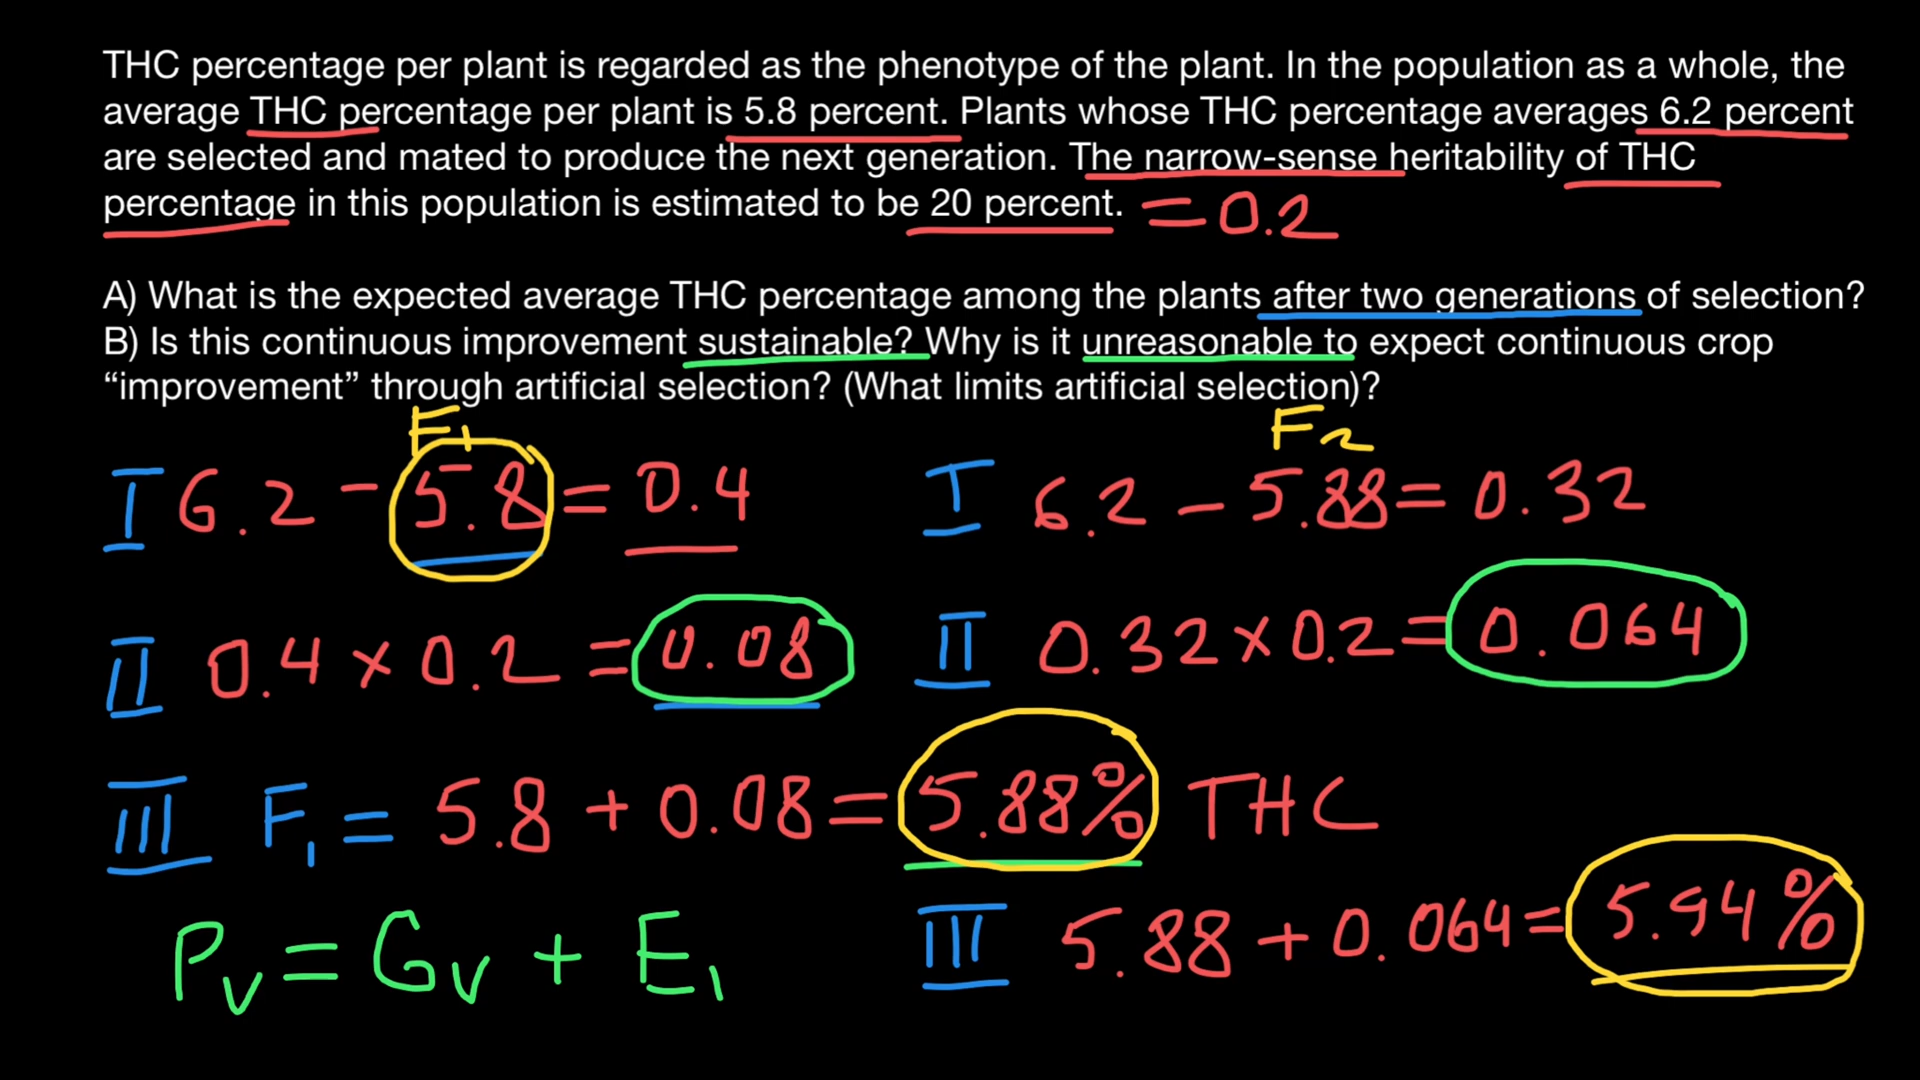 THC percentage per plant is regarded as the phenotype of the plant. In the population as a whole, the
average THC percentage per plant is 5.8 percent. Plants whose THC percentage averages 6.2 percent
are selected and mated to produce the next generation. The narrow-sense heritability of THC
percentage in this population is estimated to be 20 percent. = 0.2
A) What is the expected average THC percentage among the plants after two generations of selection?
B) Is this continuous improvement sustainable? Why is it unreasonable to expect continuous crop
“improvement” through artificial selection? (What limits artificial selection)?
F1
I 6.2 - 5.8 = 0.4
II 0.4 x 0.2 = 0.08
III F1 = 5.8 + 0.08 = 5.88% THC
Pv = Gv + E1
F2
I 6.2 - 5.88 = 0.32
II 0.32 x 0.2 = 0.064
III 5.88 + 0.064 = 5.94%